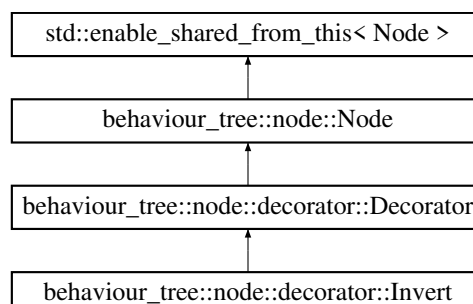 std::enable_shared_from_this< Node >
behaviour_tree::node::Node
behaviour_tree::node::decorator::Decorator
behaviour_tree::node::decorator::Invert